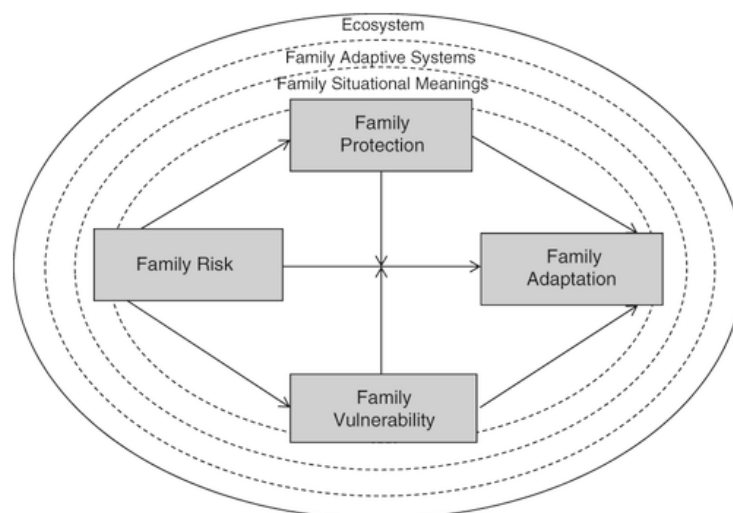 Ecosystem
Family Adaptive Systems
Family Situational Meanings
Family
Protection
Family Risk
Family
Adaptation
Family
Vulnerability